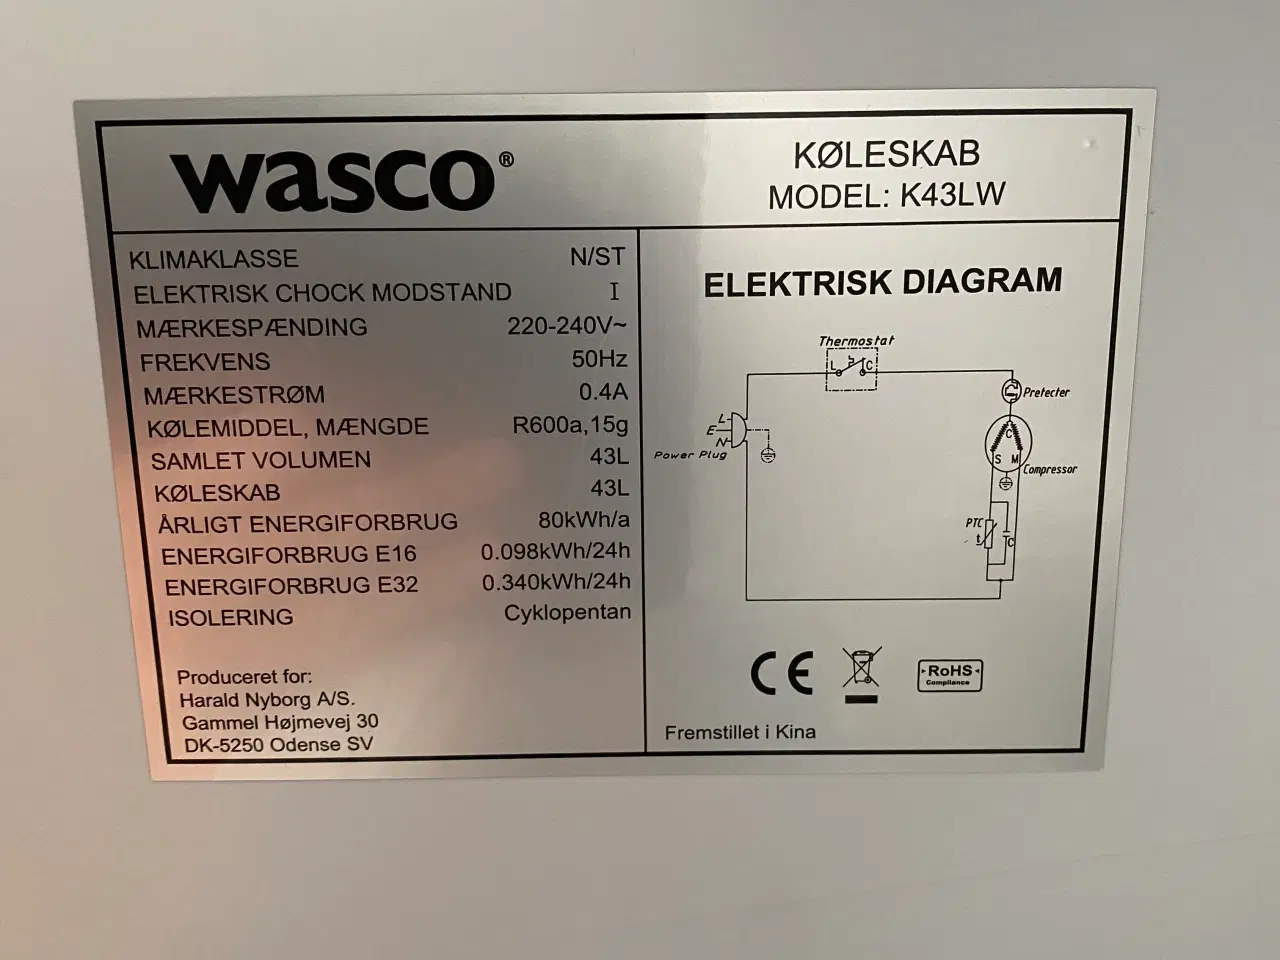 wasco®
KØLESKAB
MODEL: K43LW
KLIMAKLASSE N/ST
ELEKTRISK CHOCK MODSTAND I
MÆRKESPÆNDING 220-240V~
FREKVENS 50Hz
MÆRKESTRØM 0.4A
KØLEMIDDEL, MÆNGDE R600a,15g
SAMLET VOLUMEN 43L
KØLESKAB 43L
ÅRLIGT ENERGIFORBRUG 80kWh/a
ENERGIFORBRUG E16 0.098kWh/24h
ENERGIFORBRUG E32 0.340kWh/24h
ISOLERING Cyklopentan
Produceret for:
Harald Nyborg A/S.
Gammel Højmevej 30
DK-5250 Odense SV
ELEKTRISK DIAGRAM
Thermostat
L C
Pretecter
L
E
N
Power Plug
C
S M
Compressor
PTC
t
C
CE
RoHS
Compliance
Fremstillet i Kina